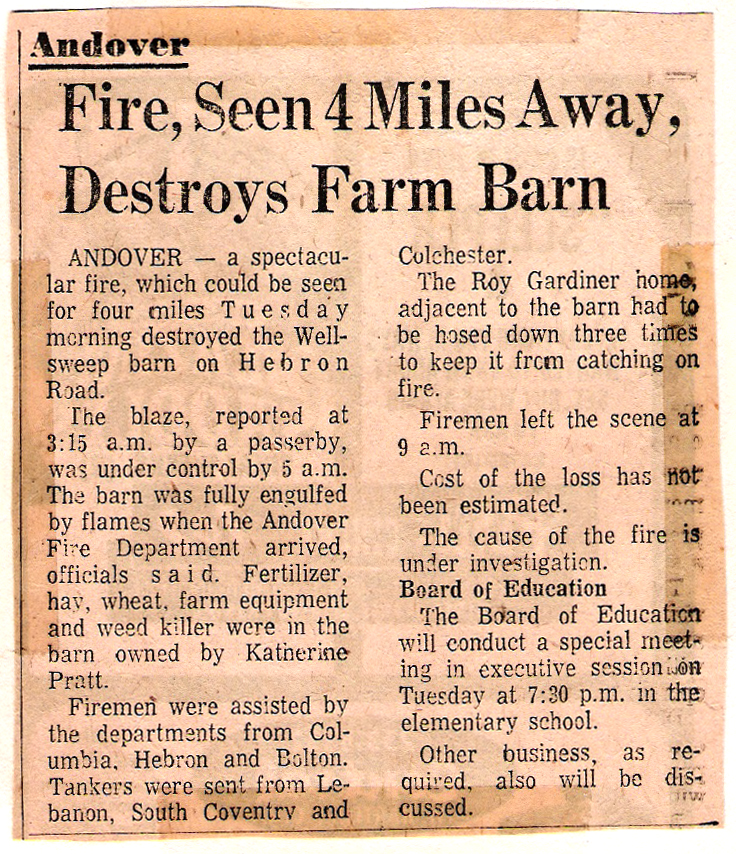 Andover
Fire, Seen 4 Miles Away,
Destroys Farm Barn
ANDOVER — a spectacu-
lar fire, which could be seen
for four miles Tuesday
morning destroyed the Well-
sweep barn on Hebron
Road.
The blaze, reported at
3:15 a.m. by a passerby,
was under control by 5 a.m.
The barn was fully engulfed
by flames when the Andover
Fire Department arrived,
officials said. Fertilizer,
hay, wheat, farm equipment
and weed killer were in the
barn owned by Katherine
Pratt.
Firemen were assisted by
the departments from Col-
umbia, Hebron and Bolton.
Tankers were sent from Le-
banon, South Coventry and
Colchester.
The Roy Gardiner home,
adjacent to the barn had to
be hosed down three times
to keep it from catching on
fire.
Firemen left the scene at
9 a.m.
Cost of the loss has not
been estimated.
The cause of the fire is
under investigation.
Board of Education
The Board of Education
will conduct a special meet-
ing in executive session on
Tuesday at 7:30 p.m. in the
elementary school.
Other business, as re-
quired, also will be dis-
cussed.